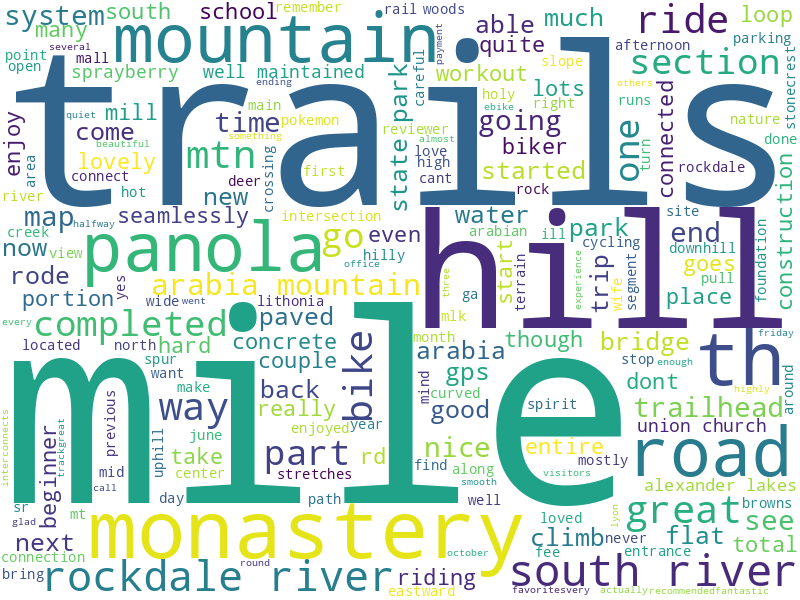 system
many
south
school
remember
rail
woods
able
much
ride
loop
point
open
several
mall
sprayberry
mountain
quite
payment
afternoon
parking
well maintained
ending
careful
workout
slope
section
enjoy
quiet
mill
main
pokemon
holy
lots
going
right
runs
stonecrest
come
beautiful
time
something
reviewer
ebike
others
nature
lovely
trails
mtn
first
state park
love
high
almost
biker
one
turn
connected
done
area
connect
hot
new
deer
crossing
cant
started
rock
rockdale
construction
river
map
seamlessly
intersection
water
arabian
ill
park
end
site
creek
view
halfway
panola
go
even
hilly
office
hill
cycling
downhill
goes
pull
foundation
now
rode
yes
arabia mountain
three
start
terrain
experience
trip
wife
segment
place
portion
wide
went
lithonia
ga
mlk
every
completed
paved
month
though
bridge
friday
located
north
concrete
hard
arabia
stop
enough
th
around
spur
want
couple
bike
gps
mind
curved
dont
highly
interconnects
make
way
back
really
good
spirit
trailhead
previous
june
enjoyed
year
union church
beginner
trackgreat
uphill
take
part
rd
nice
entire
mostly
road
center
stretches
find
along
visitors
sr
glad
mid
call
day
mile
path
well
smooth
alexander lakes
mt
loved
lyon
great
browns
see
next
monastery
climb
never
flat
connection
october
fee
entrance
total
bring
round
rockdale river
riding
eastward
south river
favoritesvery
actually
recommendedfantastic